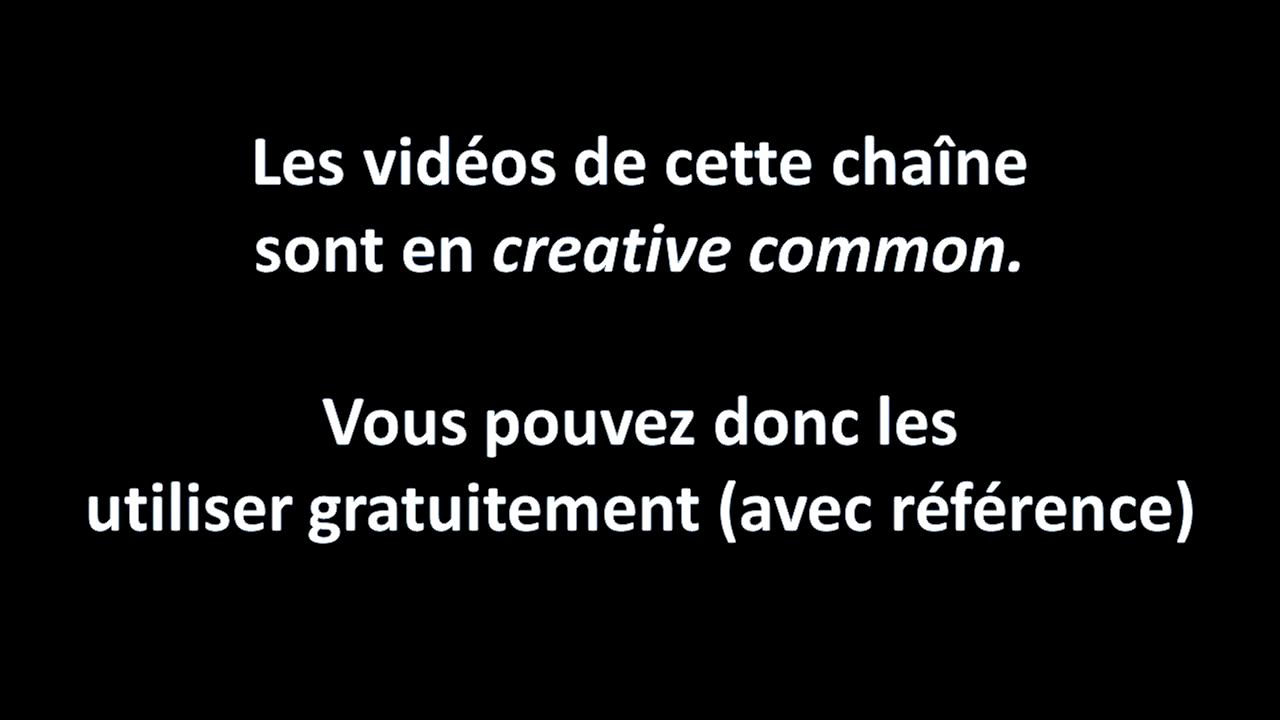 Les vidéos de cette chaîne
sont en creative common.
Vous pouvez donc les
utiliser gratuitement (avec référence)